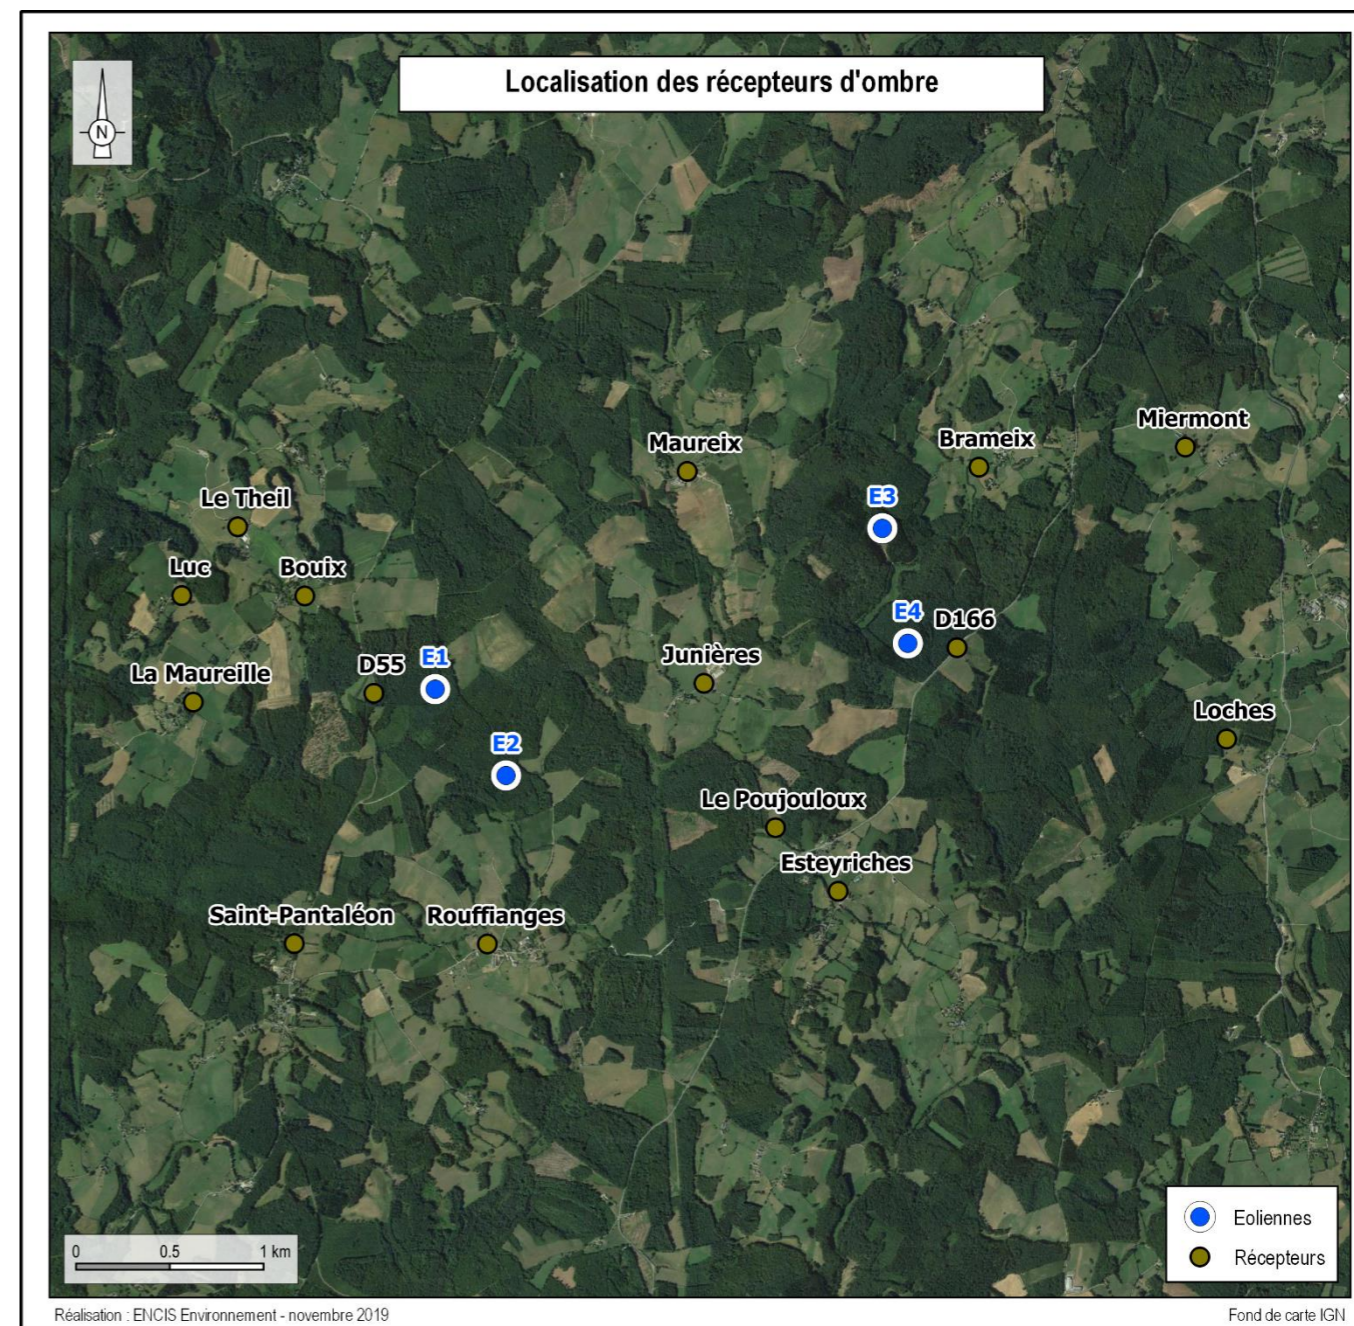 Localisation des récepteurs d'ombre
N
Miermont
Brameix
Maureix
Le Theil
E3
Luc
Bouix
E4
D166
Junières
D55
E1
La Maureille
Loches
E2
Le Poujouloux
Esteyriches
Saint-Pantaléon
Rouffianges
Eoliennes
Récepteurs
0 0.5 1 km
Réalisation : ENCIS Environnement - novembre 2019
Fond de carte IGN